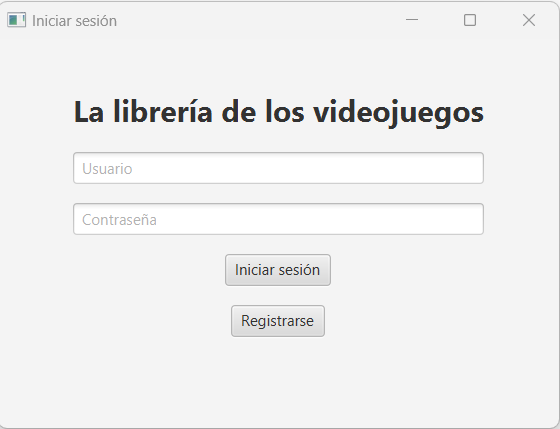 Iniciar sesión
La librería de los videojuegos
Usuario
Contraseña
Iniciar sesión
Registrarse